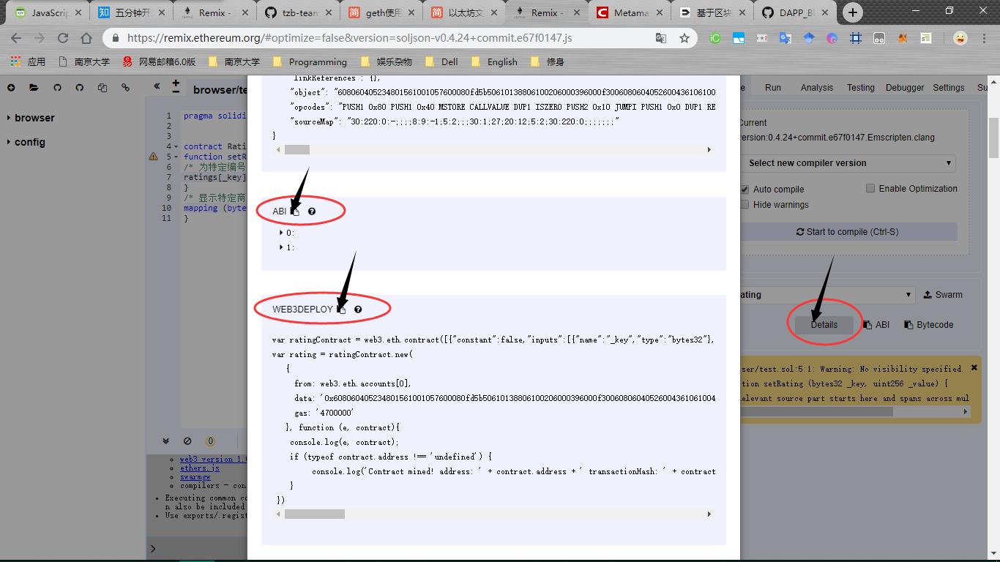 JavaScrip
五分钟开
Remix -
tzb-team
geth使用
以太坊文
Remix -
Metama
基于区块
DAPP_Bl
https://remix.ethereum.org/#optimize=false&version=soljson-v0.4.24+commit.e67f0147.js
应用 南京大学 网易邮箱6.0版 南京大学 Programming 娱乐杂物 Dell English 修身
browser/te
Run Analysis Testing Debugger Settings Su
browser
config
1 pragma solidi
2
3
4 contract Rati
5 function setR
6 /* 为特定编号
7 ratings[_key]
8 }
9 /* 显示特定商
10 mapping (byte
11 }
linkReferences : {},
"object": "608060405234801561001057600080fd5b506101388061002060003960​00f30060806040526004361061​00
"opcodes": "PUSH1 0x80 PUSH1 0x40 MSTORE CALLVALUE DUP1 ISZERO PUSH2 0x10 JUMPI PUSH1 0x0 DUP1 RE
"sourceMap": "30:220:0:-;;;;8:9:-1;5:2;;;30:1;27;20:12;5:2;30:220:0;;;;;;;"
}
ABI
0:
1:
WEB3DEPLOY
var ratingContract = web3.eth.contract([{"constant":false,"inputs":[{"name":"_key","type":"bytes32"},
var rating = ratingContract.new(
{
from: web3.eth.accounts[0],
data: '0x608060405234801561001057600080fd5b506101388061002060003960​00f3006080604052600436106​1004
gas: '4700000'
}, function (e, contract){
console.log(e, contract);
if (typeof contract.address !== 'undefined') {
console.log('Contract mined! address: ' + contract.address + ' transactionHash: ' + contract
}
})
Current
version:0.4.24+commit.e67f0147.Emscripten.clang
Select new compiler version
Auto compile Enable Optimization
Hide warnings
Start to compile (Ctrl-S)
ating Swarm
Details ABI Bytecode
ser/test.sol:5:1: Warning: No visibility specified.
tion setRating (bytes32 _key, uint256 _value) {
elevant source part starts here and spans across mul
0
web3 version 1.0
ethers.js
swarmgw
compilers - con
Executing common co
n also be included
Use exports/.regist